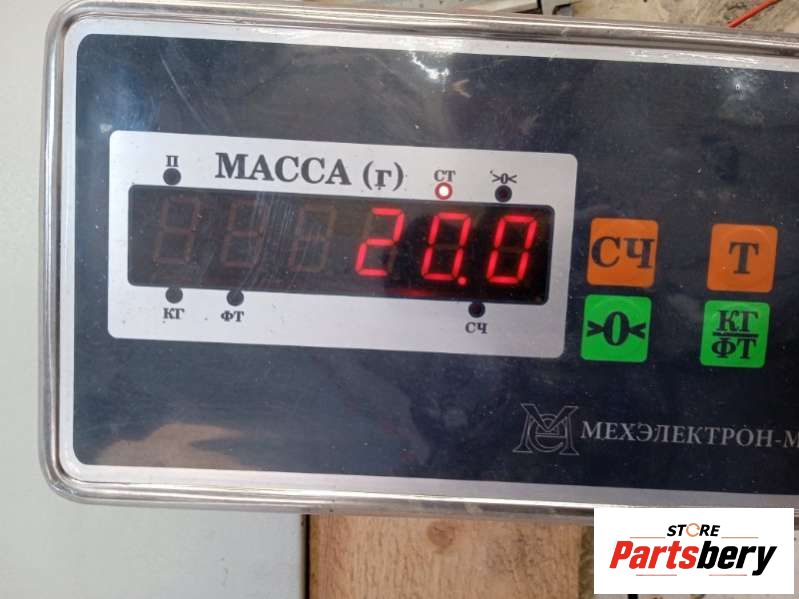 П
МАССА (г)
СТ
>0<
20.0
КГ
ФТ
СЧ
СЧ
Т
>0<
КГ
ФТ
МЕХЭЛЕКТРОН-М
STORE
Partsbery